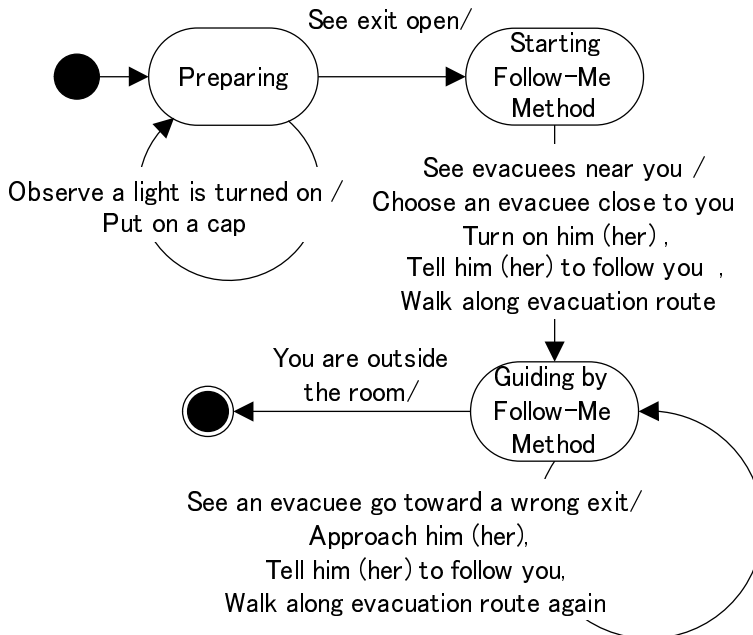 See exit open/
Preparing
Starting
Follow-Me
Method
Observe a light is turned on /
Put on a cap
See evacuees near you /
Choose an evacuee close to you
Turn on him (her) ,
Tell him (her) to follow you ,
Walk along evacuation route
You are outside
the room/
Guiding by
Follow-Me
Method
See an evacuee go toward a wrong exit/
Approach him (her),
Tell him (her) to follow you,
Walk along evacuation route again